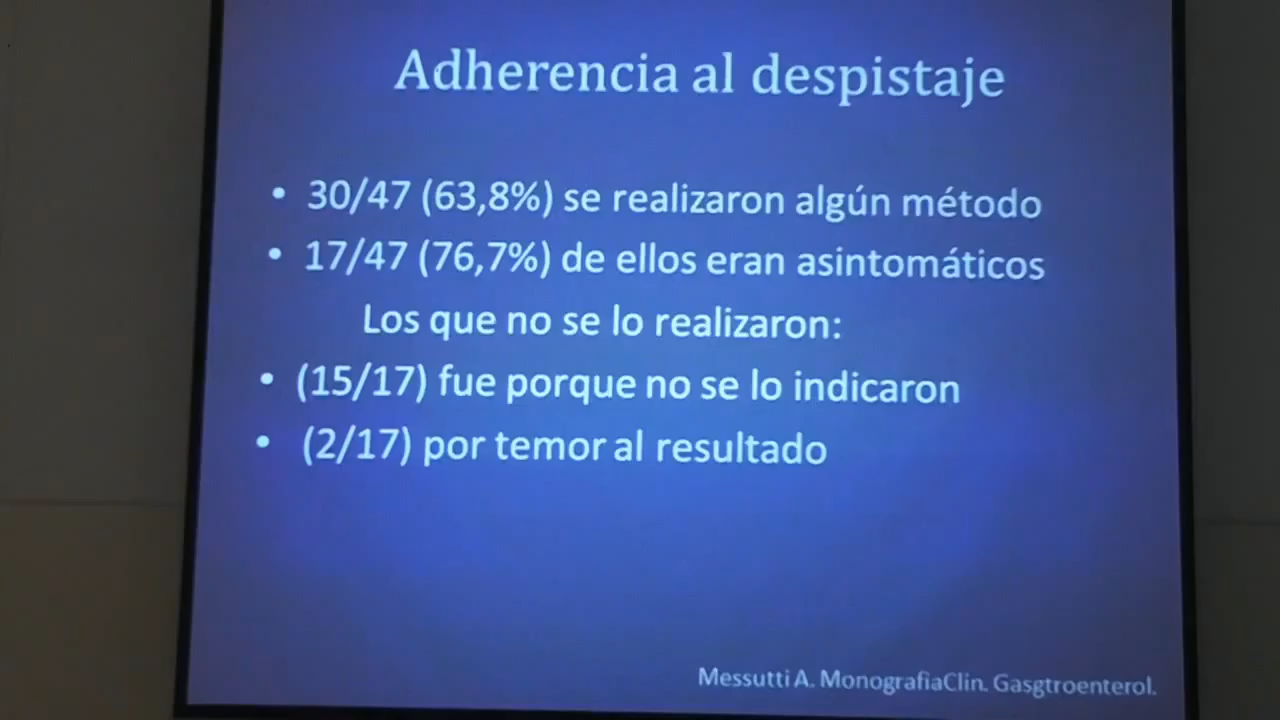 Adherencia al despistaje
• 30/47 (63,8%) se realizaron algún método
• 17/47 (76,7%) de ellos eran asintomáticos
Los que no se lo realizaron:
• (15/17) fue porque no se lo indicaron
• (2/17) por temor al resultado
Messutti A. MonografiaClin. Gasgtroenterol.